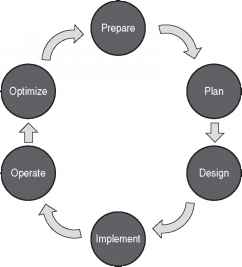 Prepare
Plan
Design
Implement
Operate
Optimize